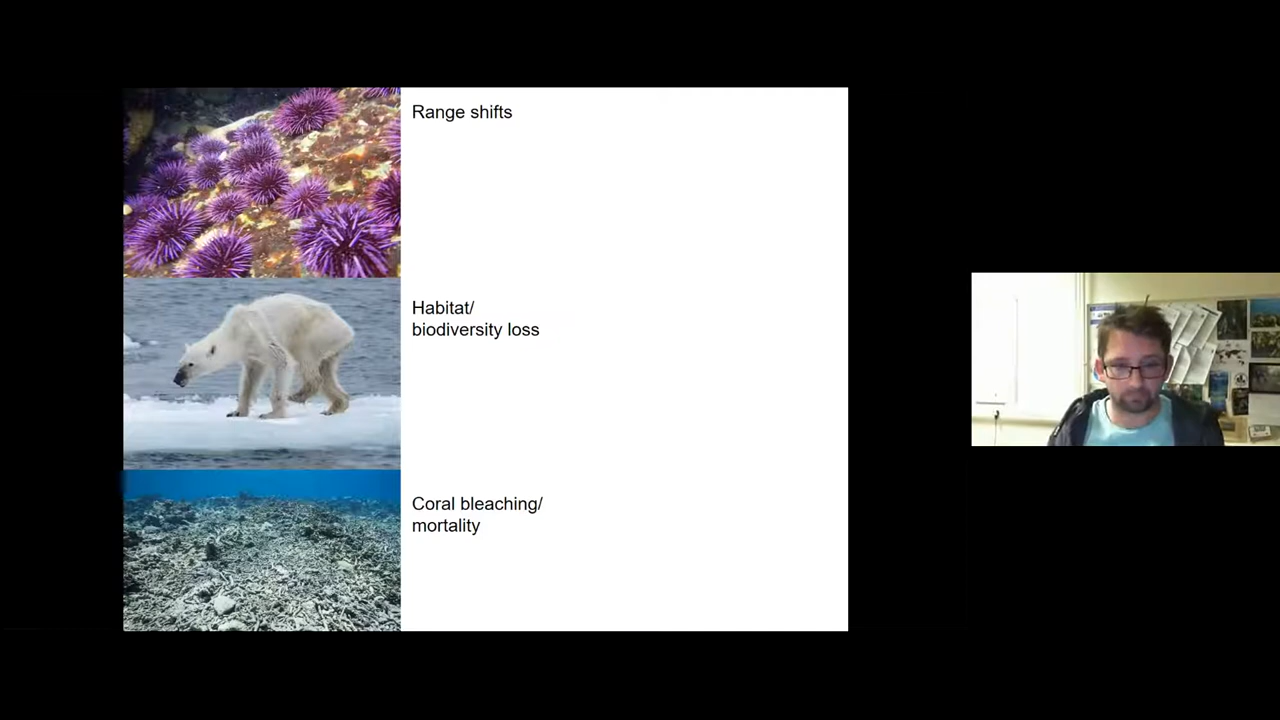 Range shifts
Habitat/
biodiversity loss
Coral bleaching/
mortality